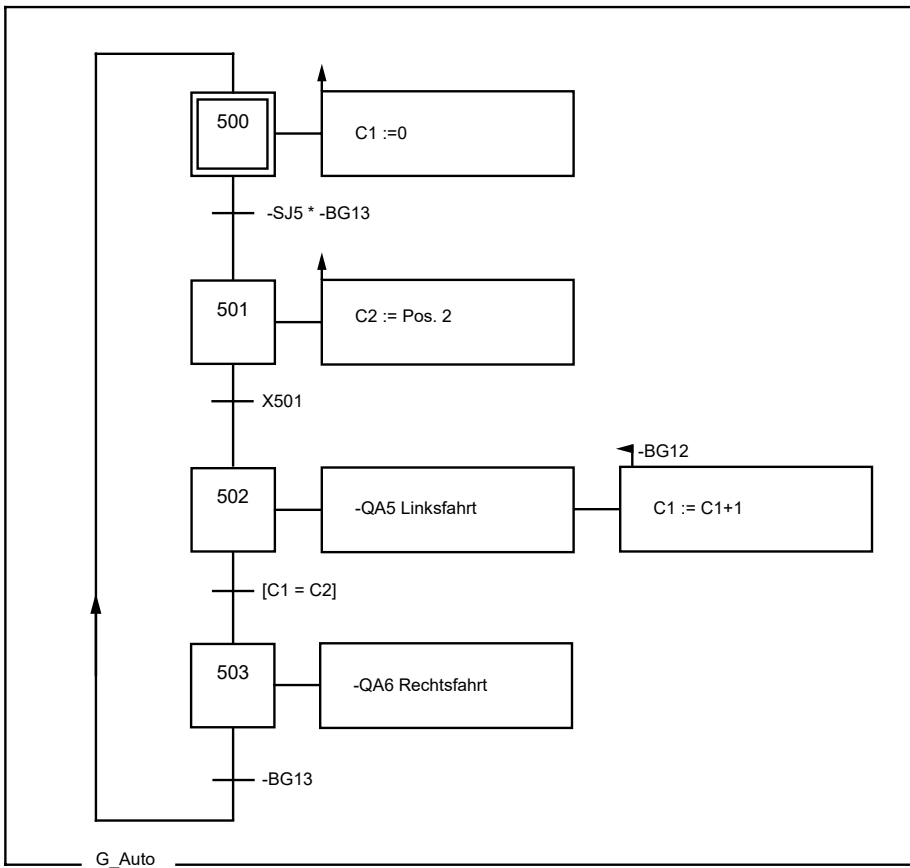 500
C1 :=0
-SJ5 * -BG13
501
C2 := Pos. 2
X501
-BG12
502
-QA5 Linksfahrt
C1 := C1+1
[C1 = C2]
503
-QA6 Rechtsfahrt
-BG13
G_Auto